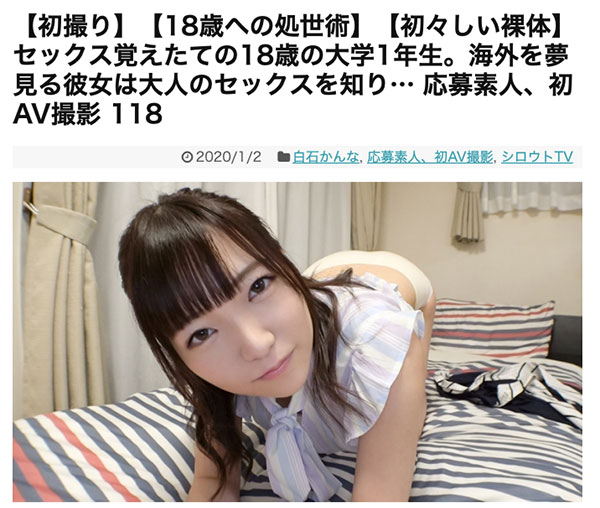 【初撮り】【18歳への処世術】【初々しい裸体】
セックス覚えたての18歳の大学1年生。海外を夢
見る彼女は大人のセックスを知り… 応募素人、初
AV撮影 118
2020/1/2 白石かんな, 応募素人、初AV撮影, シロウトTV